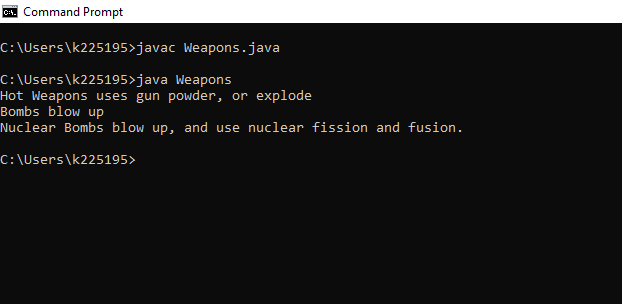 Command Prompt
C:\Users\k225195>javac Weapons.java
C:\Users\k225195>java Weapons
Hot Weapons uses gun powder, or explode
Bombs blow up
Nuclear Bombs blow up, and use nuclear fission and fusion.
C:\Users\k225195>